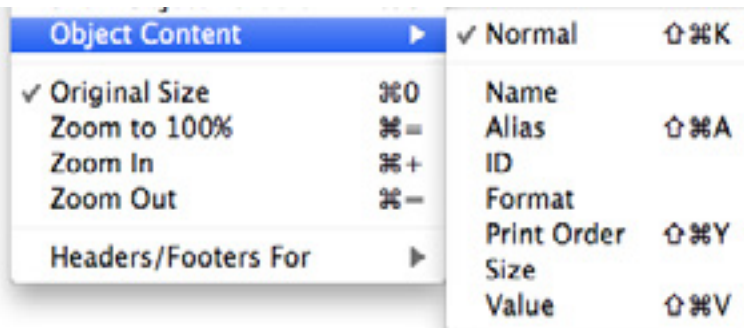 Object Content ▶
✓ Original Size ⌘0
Zoom to 100% ⌘=
Zoom In ⌘+
Zoom Out ⌘−
Headers/Footers For ▶
✓ Normal ⇧⌘K
Name
Alias ⇧⌘A
ID
Format
Print Order ⇧⌘Y
Size
Value ⇧⌘V